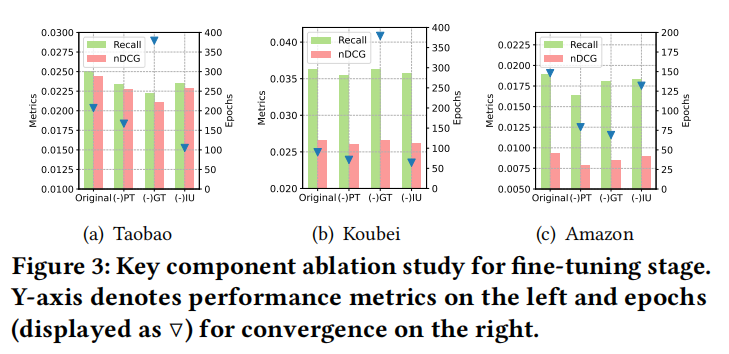 0.0300
0.0275
0.0250
0.0225
0.0200
0.0175
0.0150
0.0125
0.0100
Metrics
Recall
nDCG
400
350
300
250
200
150
100
50
0
Epochs
Original (-)PT (-)GT (-)IU
(a) Taobao
0.040
0.035
0.030
0.025
0.020
Metrics
Recall
nDCG
400
350
300
250
200
150
100
50
0
Epochs
Original (-)PT (-)GT (-)IU
(b) Koubei
0.0225
0.0200
0.0175
0.0150
0.0125
0.0100
0.0075
0.0050
Metrics
Recall
nDCG
200
175
150
125
100
75
50
25
0
Epochs
Original (-)PT (-)GT (-)IU
(c) Amazon
Figure 3: Key component ablation study for fine-tuning stage.
Y-axis denotes performance metrics on the left and epochs
(displayed as ▽) for convergence on the right.